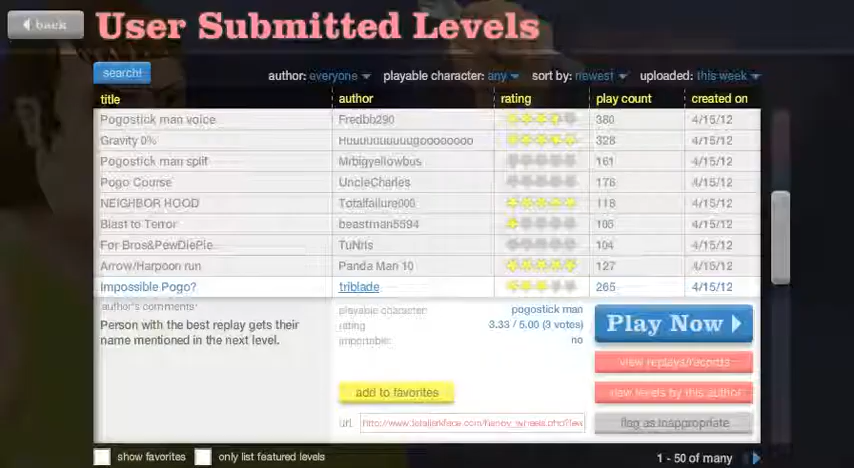 back
User Submitted Levels
search!
author: everyone playable character: any sort by: newest uploaded: this week
title author rating play count created on
Pogostick man voice Fredbb290 380 4/15/12
Gravity 0% 328 4/15/12
Pogostick man split Mrbigyellowbus 161 4/15/12
Pogo Course UncleCharles 176 4/15/12
NEIGHBOR HOOD Totalfailure000 118 4/15/12
Blast to Terror beastman5594 105 4/15/12
For Bros&PewDiePie TuNris 104 4/15/12
Arrow/Harpoon run Panda Man 10 127 4/15/12
Impossible Pogo? triblade 265 4/15/12
author's comments:
Person with the best replay gets their
name mentioned in the next level.
playable character: pogostick man
rating 3.33 / 5.00 (3 votes)
importable: no
Play Now
view replays/records
add to favorites
view levels by this author
url
flag as inappropriate
show favorites only list featured levels
1 - 50 of many